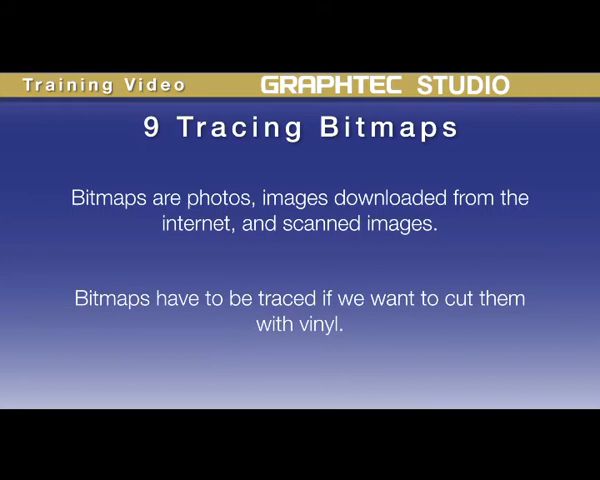 Training Video
GRAPHTEC STUDIO
9 Tracing Bitmaps
Bitmaps are photos, images downloaded from the
internet, and scanned images.
Bitmaps have to be traced if we want to cut them
with vinyl.